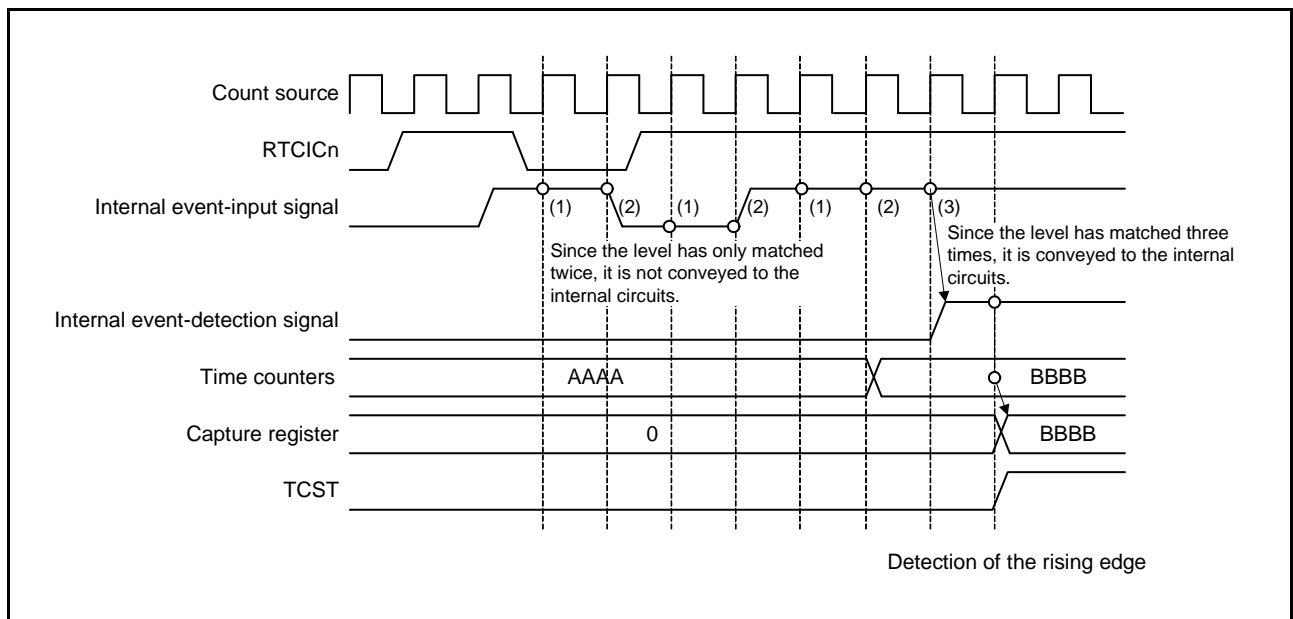 Count source
RTCICn
Internal event-input signal
(1) (2) (1) (2) (1) (2) (3)
Since the level has only matched
twice, it is not conveyed to the
internal circuits.
Since the level has matched three
times, it is conveyed to the internal
circuits.
Internal event-detection signal
Time counters
AAAA
BBBB
Capture register
0
BBBB
TCST
Detection of the rising edge